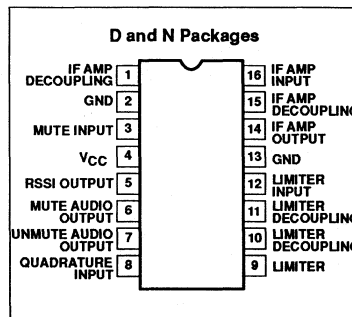 D and N Packages
IF AMP
DECOUPLING 1
GND 2
MUTE INPUT 3
VCC 4
RSSI OUTPUT 5
MUTE AUDIO
OUTPUT 6
UNMUTE AUDIO
OUTPUT 7
QUADRATURE
INPUT 8
16 IF AMP
INPUT
15 IF AMP
DECOUPLING
14 IF AMP
OUTPUT
13 GND
12 LIMITER
INPUT
11 LIMITER
DECOUPLING
10 LIMITER
DECOUPLING
9 LIMITER